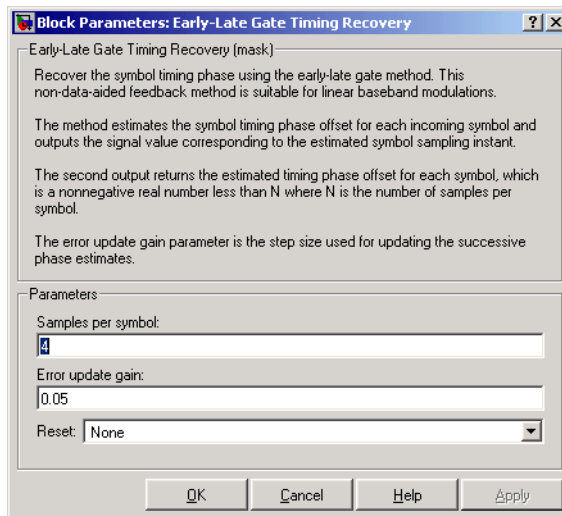 Block Parameters: Early-Late Gate Timing Recovery
Early-Late Gate Timing Recovery (mask)
Recover the symbol timing phase using the early-late gate method. This
non-data-aided feedback method is suitable for linear baseband modulations.
The method estimates the symbol timing phase offset for each incoming symbol and
outputs the signal value corresponding to the estimated symbol sampling instant.
The second output returns the estimated timing phase offset for each symbol, which
is a nonnegative real number less than N where N is the number of samples per
symbol.
The error update gain parameter is the step size used for updating the successive
phase estimates.
Parameters
Samples per symbol:
4
Error update gain:
0.05
Reset: None
OK Cancel Help Apply